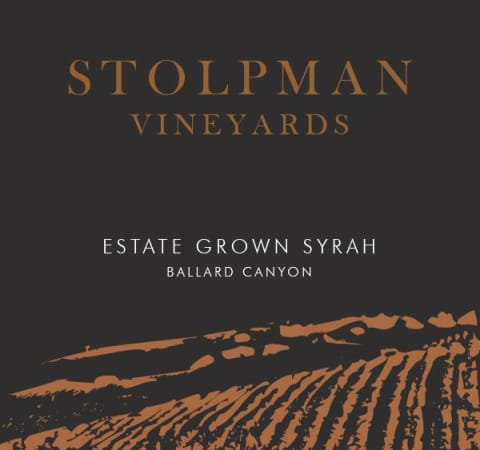 STOLPMAN
VINEYARDS
ESTATE GROWN SYRAH
BALLARD CANYON